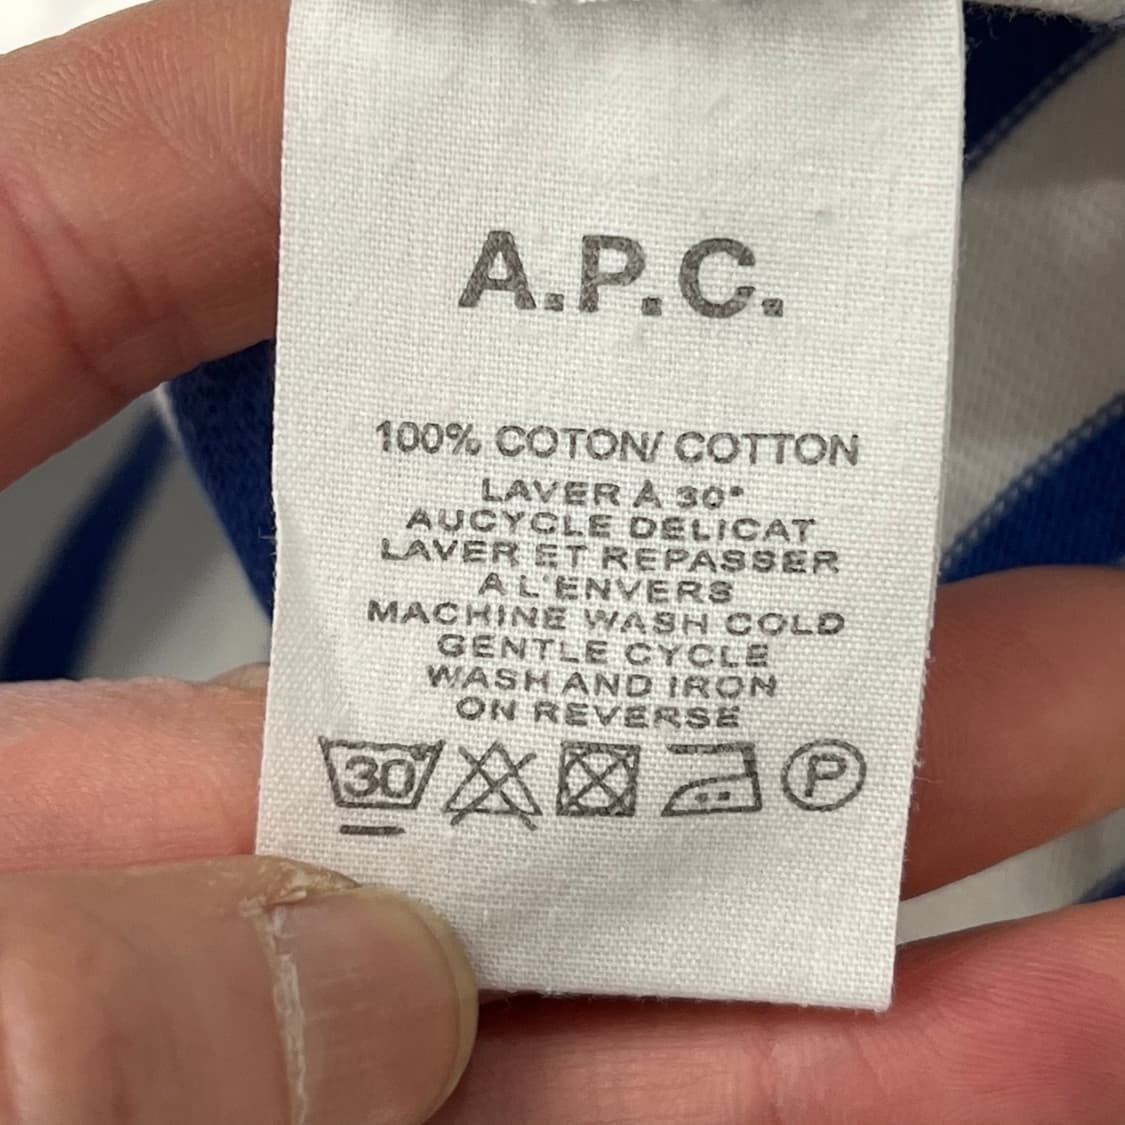 A.P.C.
100% COTON/ COTTON
LAVER À 30°
AUCYCLE DELICAT
LAVER ET REPASSER
A L'ENVERS
MACHINE WASH COLD
GENTLE CYCLE
WASH AND IRON
ON REVERSE
30° P